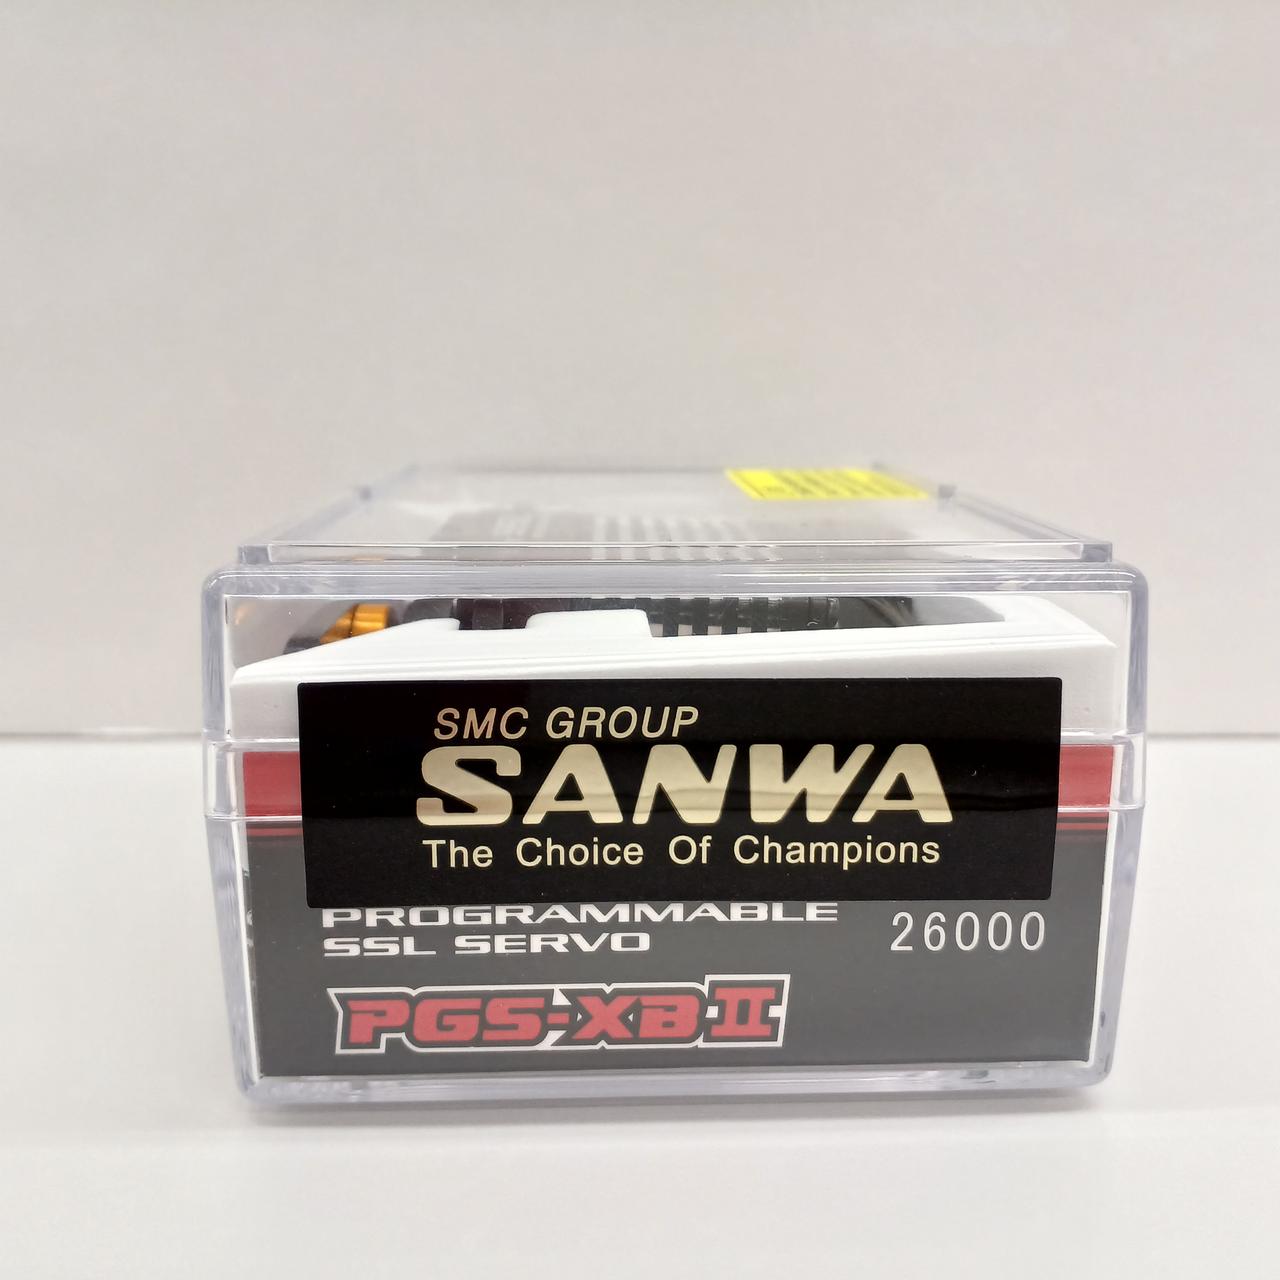 SMC GROUP
SANWA
The Choice Of Champions
PROGRAMMABLE
SSL SERVO
26000
PGS-XB II